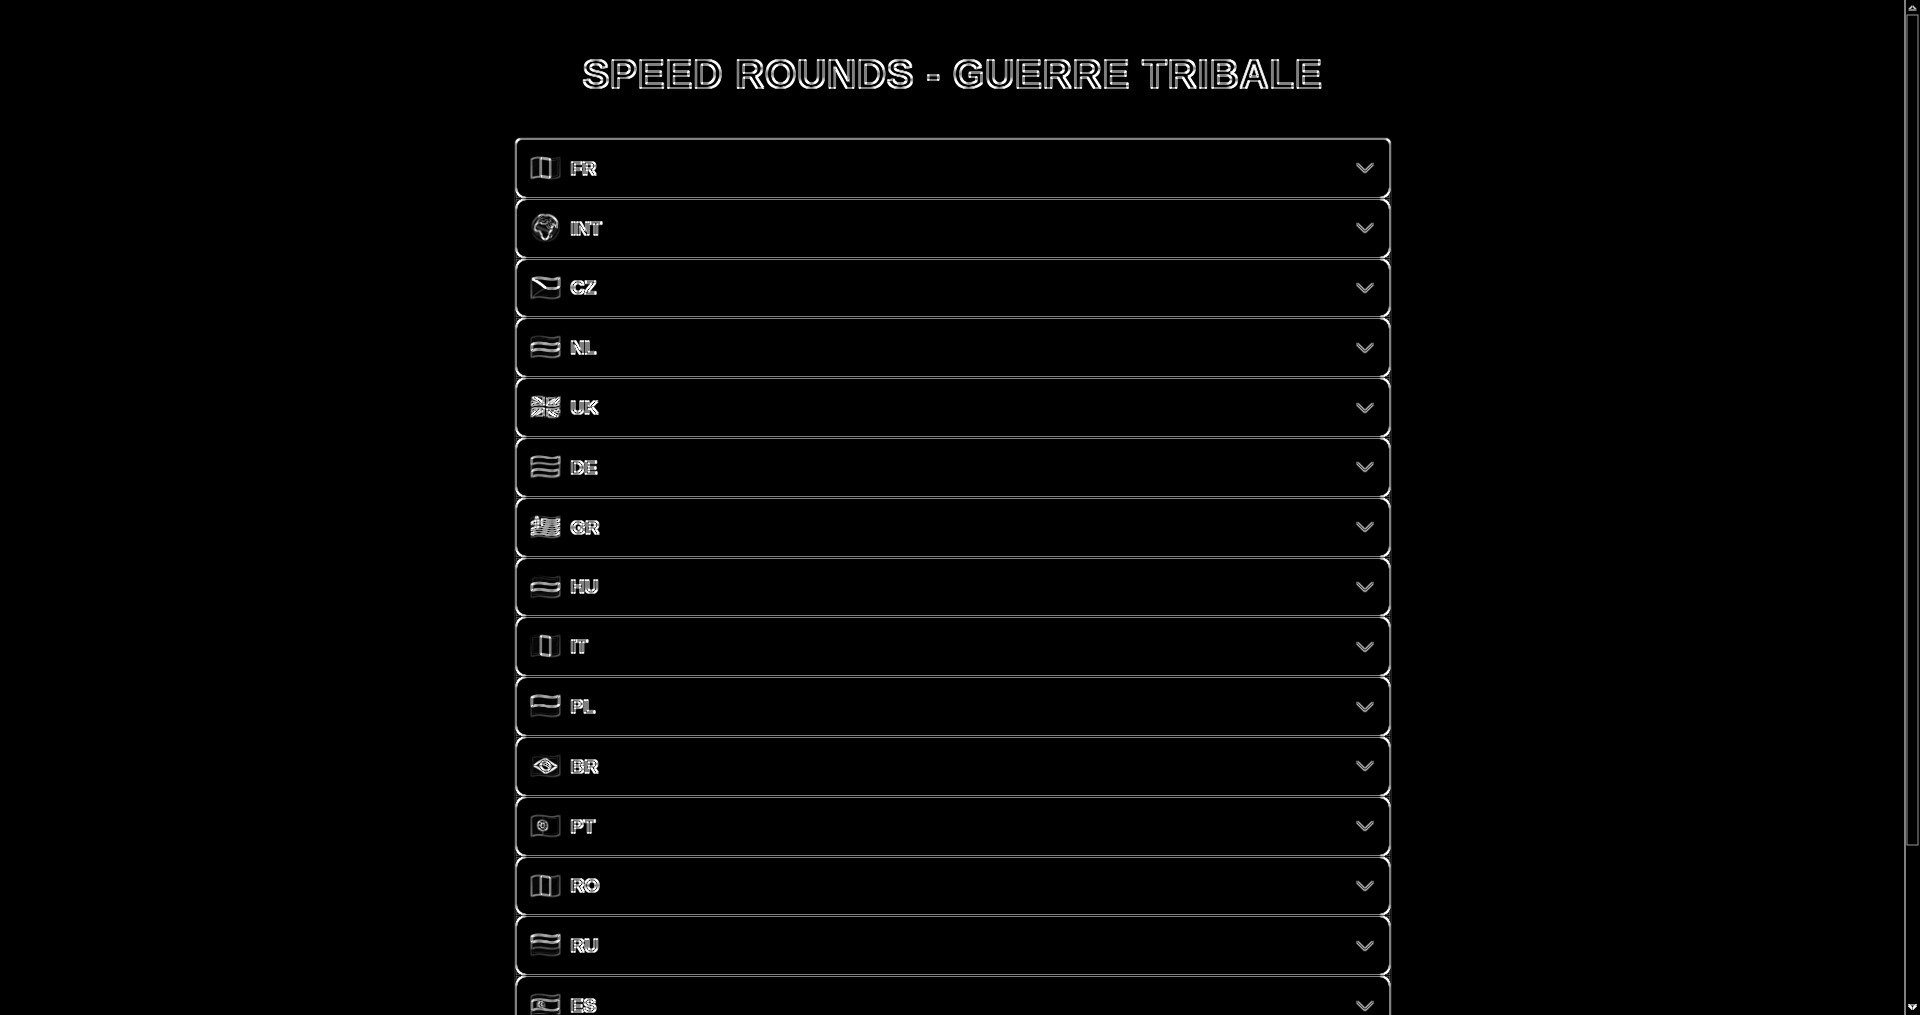 SPEED ROUNDS - GUERRE TRIBALE
FR
INT
CZ
NL
UK
DE
GR
HU
IT
PL
BR
PT
RO
RU
ES